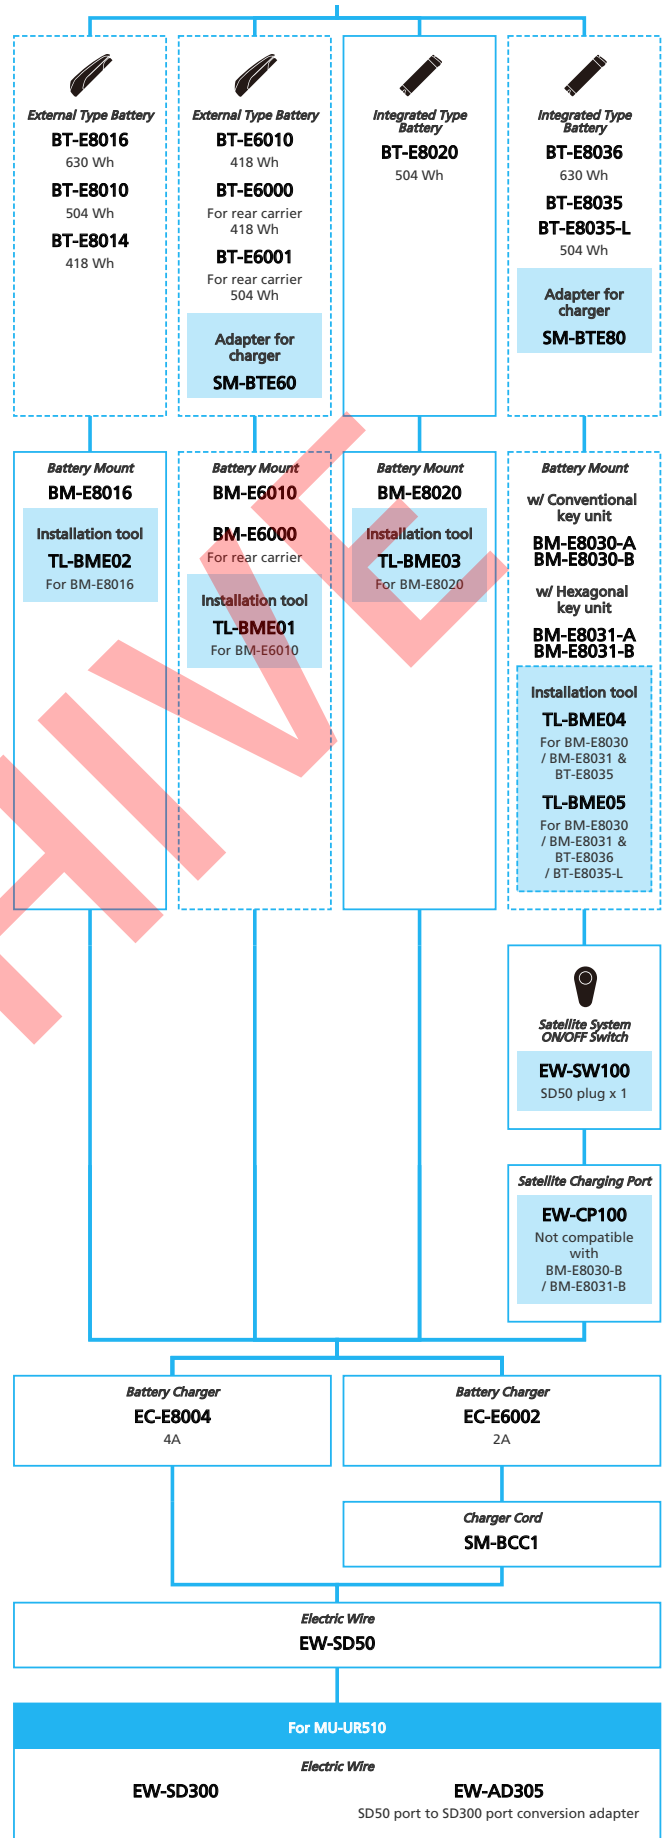 External Type Battery
BT-E8016
630 Wh
BT-E8010
504 Wh
BT-E8014
418 Wh
External Type Battery
BT-E6010
418 Wh
BT-E6000
For rear carrier
418 Wh
BT-E6001
For rear carrier
504 Wh
Adapter for
charger
SM-BTE60
Integrated Type
Battery
BT-E8020
504 Wh
Integrated Type
Battery
BT-E8036
630 Wh
BT-E8035
BT-E8035-L
504 Wh
Adapter for
charger
SM-BTE80
Battery Mount
BM-E8016
Installation tool
TL-BME02
For BM-E8016
Battery Mount
BM-E6010
BM-E6000
For rear carrier
Installation tool
TL-BME01
For BM-E6010
Battery Mount
BM-E8020
Installation tool
TL-BME03
For BM-E8020
Battery Mount
w/ Conventional
key unit
BM-E8030-A
BM-E8030-B
w/ Hexagonal
key unit
BM-E8031-A
BM-E8031-B
Installation tool
TL-BME04
For BM-E8030
/ BM-E8031 &
BT-E8035
TL-BME05
For BM-E8030
/ BM-E8031 &
BT-E8036
/ BT-E8035-L
HIVE
Satellite System
ON/OFF Switch
EW-SW100
SD50 plug x 1
Satellite Charging Port
EW-CP100
Not compatible
with
BM-E8030-B
/ BM-E8031-B
Battery Charger
EC-E8004
4A
Battery Charger
EC-E6002
2A
Charger Cord
SM-BCC1
Electric Wire
EW-SD50
For MU-UR510
Electric Wire
EW-SD300
EW-AD305
SD50 port to SD300 port conversion adapter